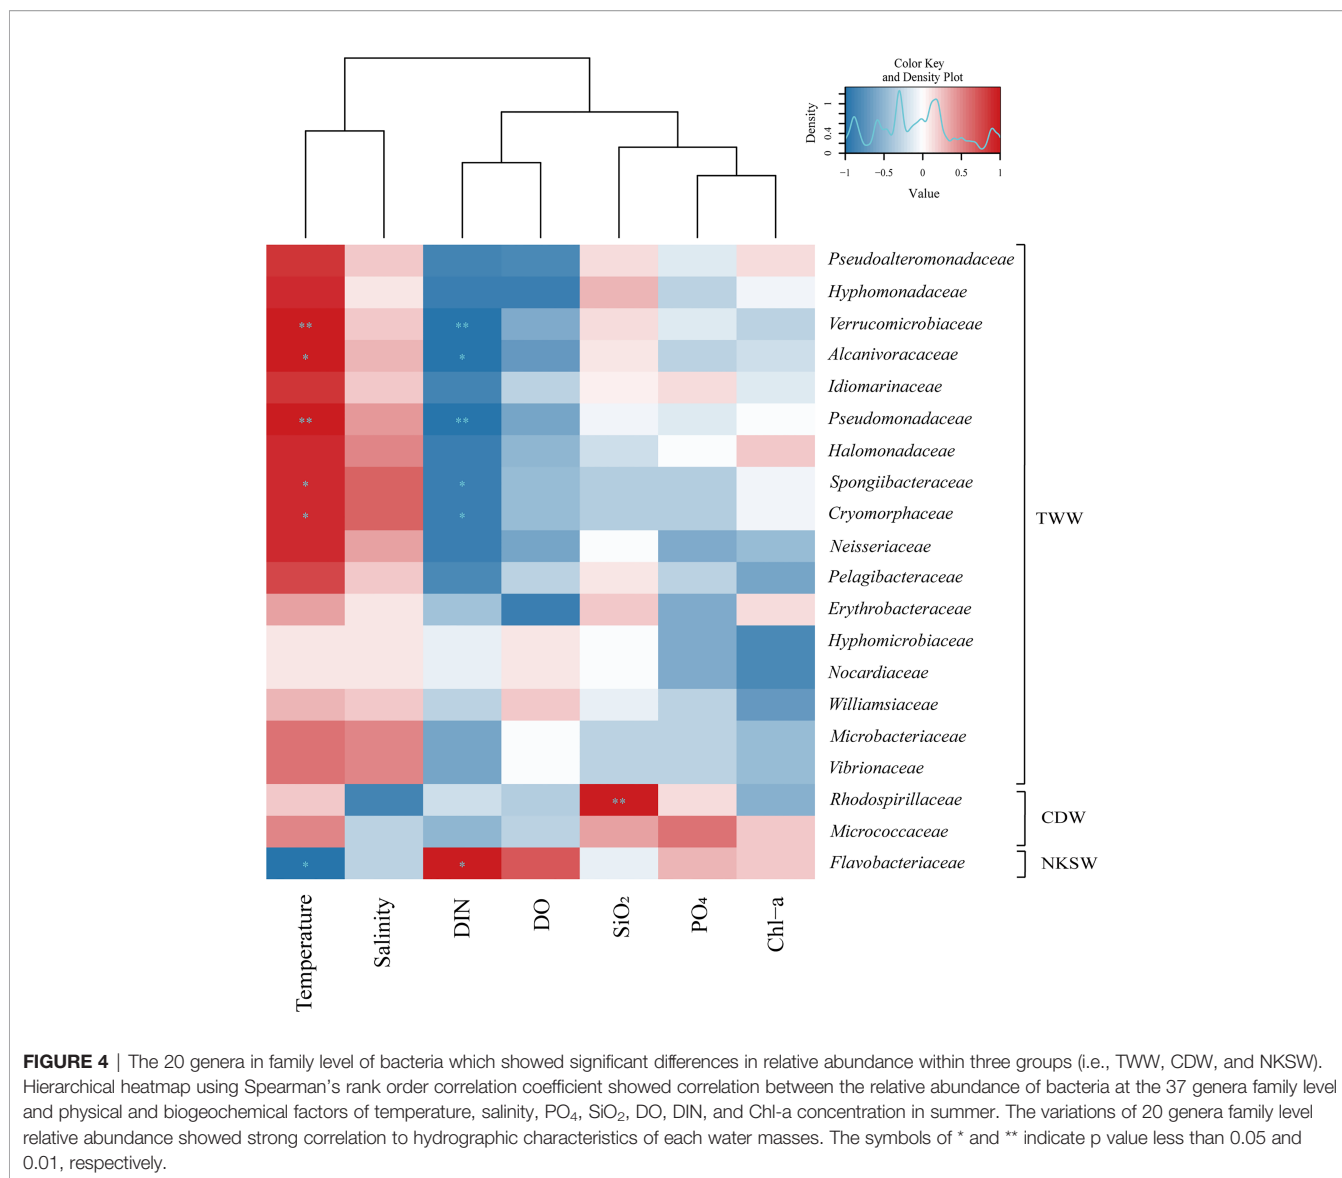 Color Key
and Density Plot
Density
0 0.4 1
−1 −0.5 0 0.5 1
Value
Pseudoalteromonadaceae
Hyphomonadaceae
** ** Verrucomicrobiaceae
* * Alcanivoracaceae
Idiomarinaceae
** ** Pseudomonadaceae
Halomonadaceae
* * Spongiibacteraceae
* * Cryomorphaceae
Neisseriaceae
Pelagibacteraceae
Erythrobacteraceae
Hyphomicrobiaceae
Nocardiaceae
Williamsiaceae
Microbacteriaceae
Vibrionaceae
** Rhodospirillaceae
Micrococcaceae
* * Flavobacteriaceae
TWW
CDW
NKSW
Temperature
Salinity
DIN
DO
SiO₂
PO₄
Chl−a
FIGURE 4 | The 20 genera in family level of bacteria which showed significant differences in relative abundance within three groups (i.e., TWW, CDW, and NKSW).
Hierarchical heatmap using Spearman’s rank order correlation coefficient showed correlation between the relative abundance of bacteria at the 37 genera family level
and physical and biogeochemical factors of temperature, salinity, PO₄, SiO₂, DO, DIN, and Chl-a concentration in summer. The variations of 20 genera family level
relative abundance showed strong correlation to hydrographic characteristics of each water masses. The symbols of * and ** indicate p value less than 0.05 and
0.01, respectively.